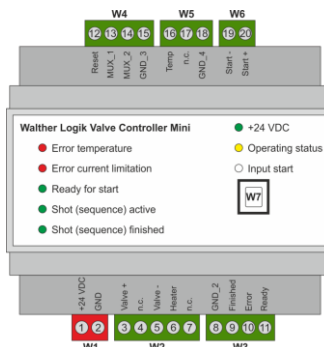 W4 W5 W6
12 13 14 15 16 17 18 19 20
Reset MUX_1 MUX_2 GND_3 Temp n.c. GND_4 Start - Start +
Walther Logik Valve Controller Mini
Error temperature
Error current limitation
Ready for start
Shot (sequence) active
Shot (sequence) finished
+24 VDC
Operating status
Input start
W7
+24 VDC GND Valve + n.c. Valve - Heater n.c. GND_2 Finished Error Ready
1 2 3 4 5 6 7 8 9 10 11
W1 W2 W3